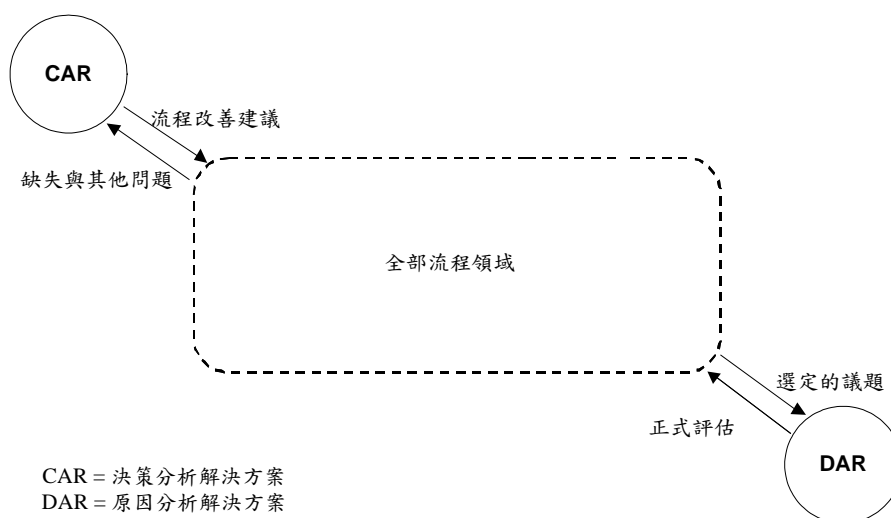 CAR
流程改善建議
缺失與其他問題
全部流程領域
選定的議題
正式評估
DAR
CAR = 決策分析解決方案
DAR = 原因分析解決方案